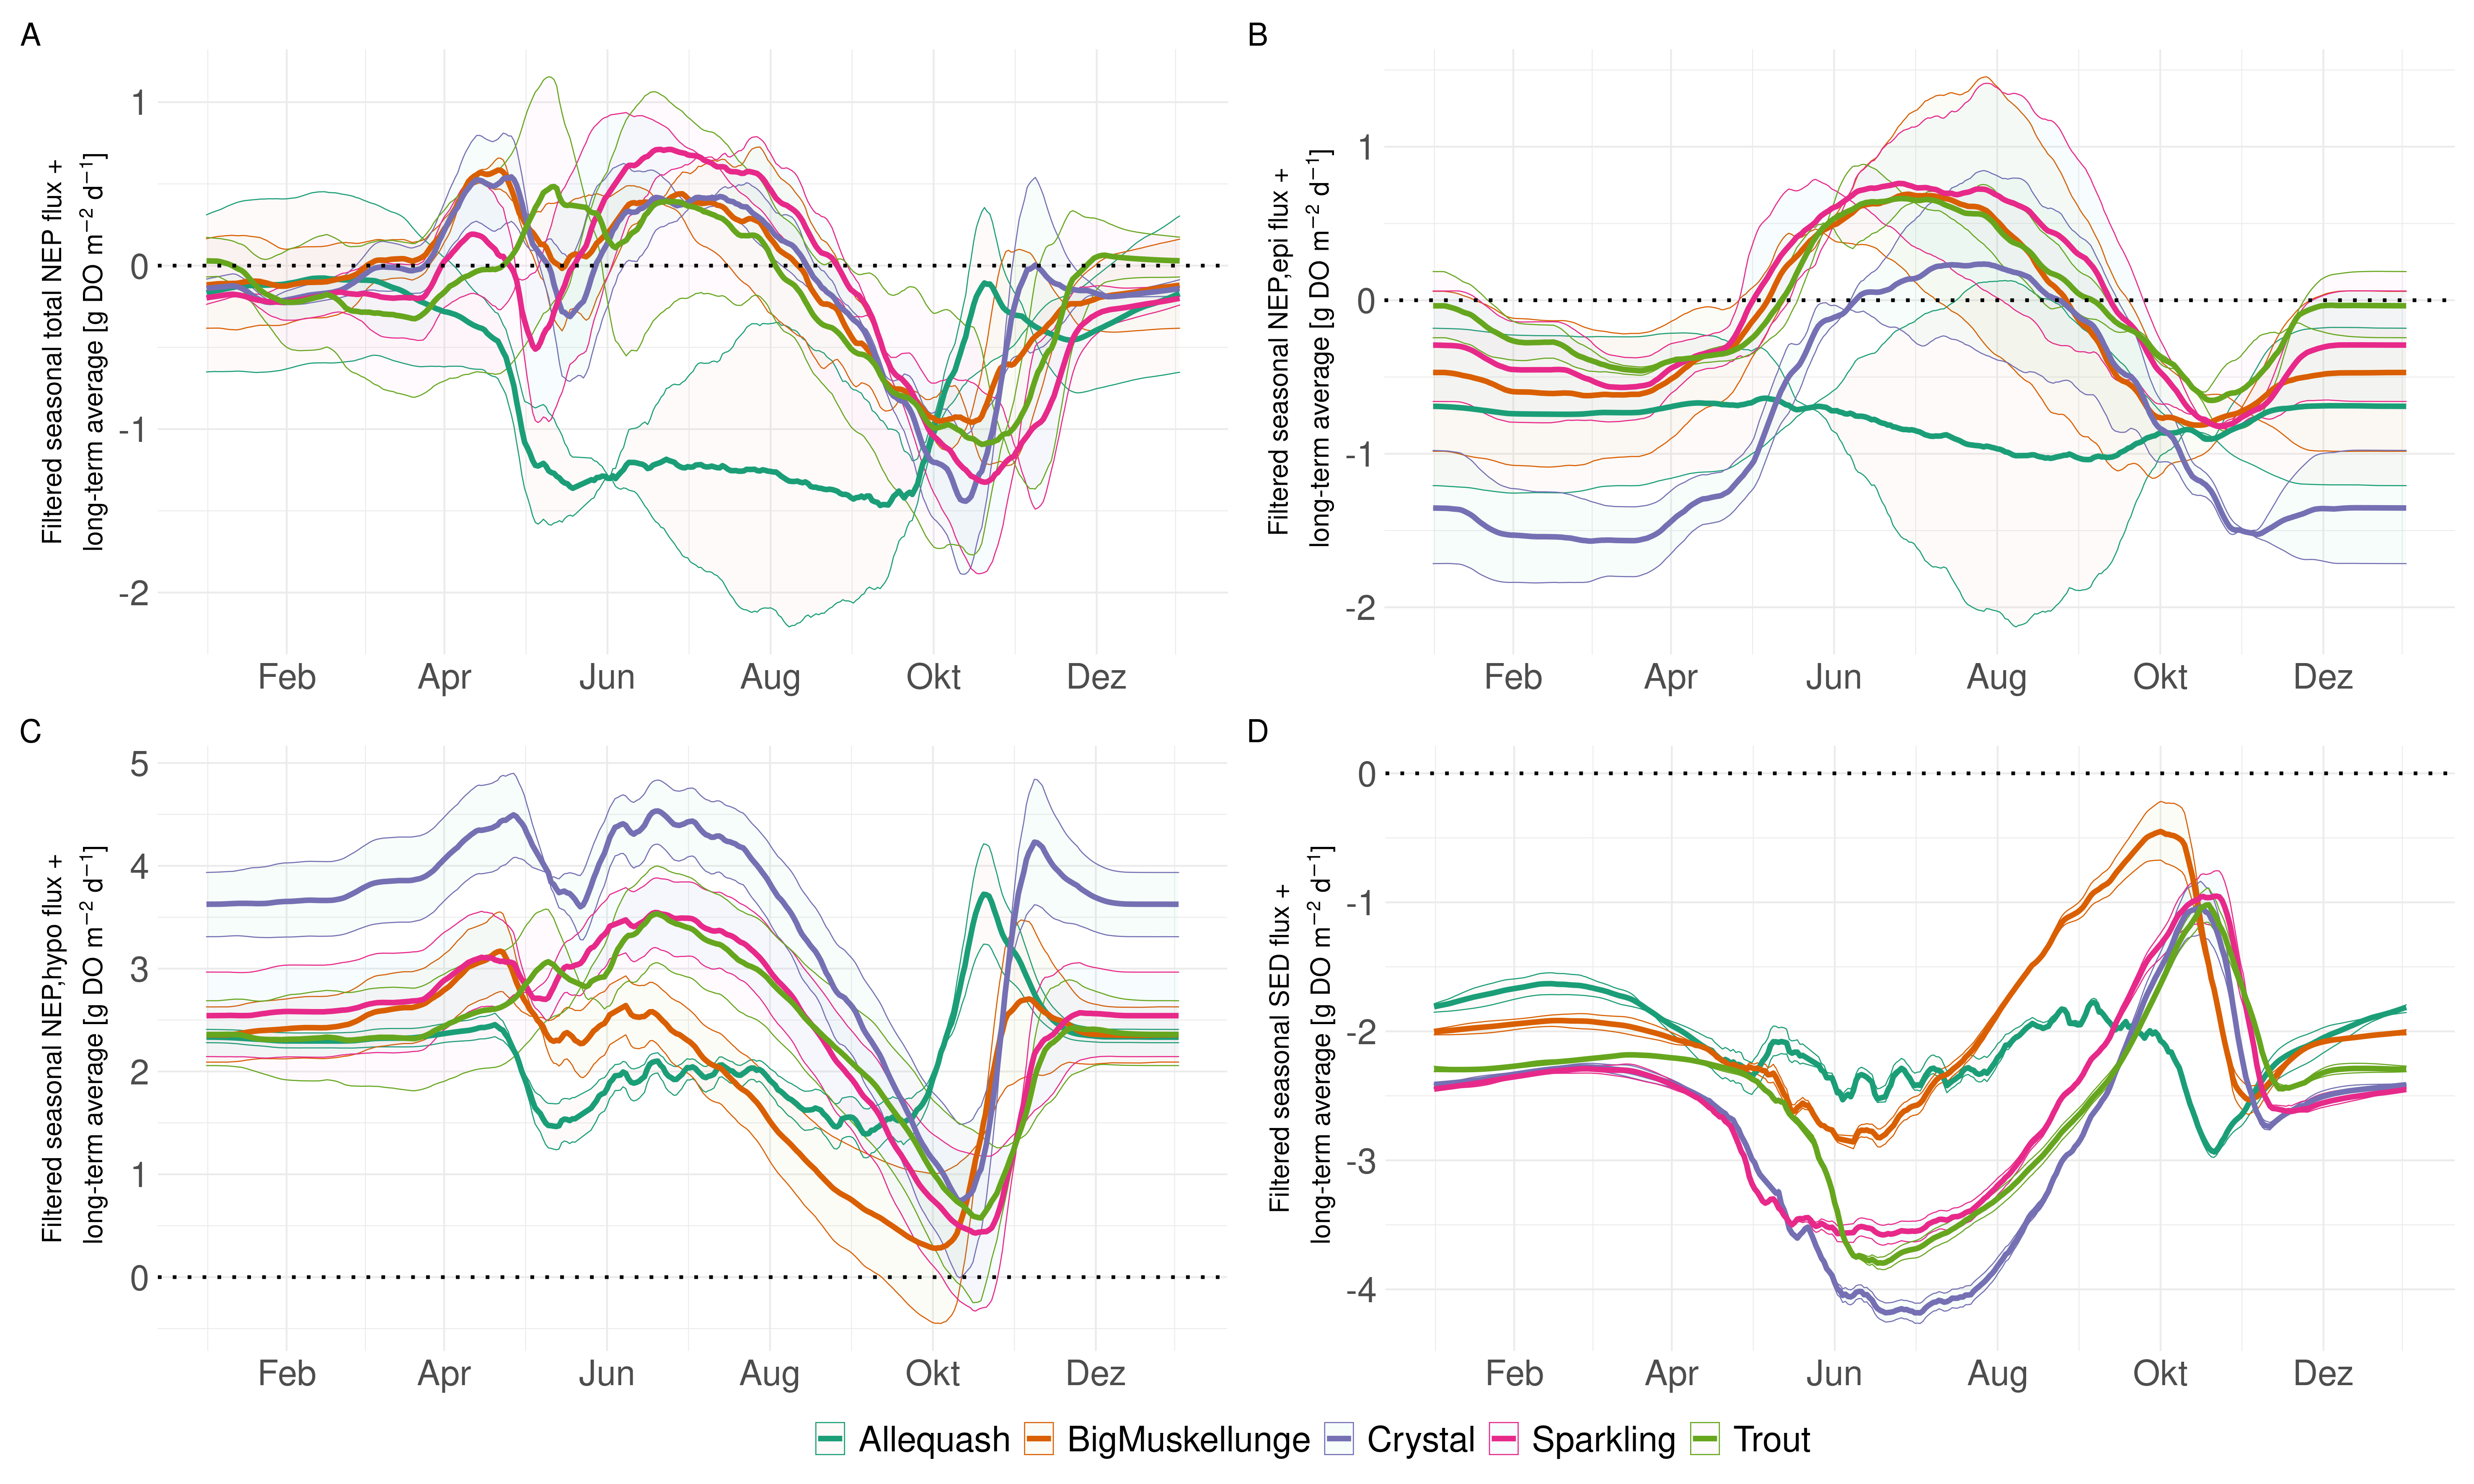 A
Filtered seasonal total NEP flux +
long-term average [g DO m−2 d−1]
1
0
-1
-2
Feb Apr Jun Aug Okt Dez
B
Filtered seasonal NEP,epi flux +
long-term average [g DO m−2 d−1]
1
0
-1
-2
Feb Apr Jun Aug Okt Dez
C
Filtered seasonal NEP,hypo flux +
long-term average [g DO m−2 d−1]
5
4
3
2
1
0
Feb Apr Jun Aug Okt Dez
D
Filtered seasonal SED flux +
long-term average [g DO m−2 d−1]
0
-1
-2
-3
-4
Feb Apr Jun Aug Okt Dez
Allequash BigMuskellunge Crystal Sparkling Trout